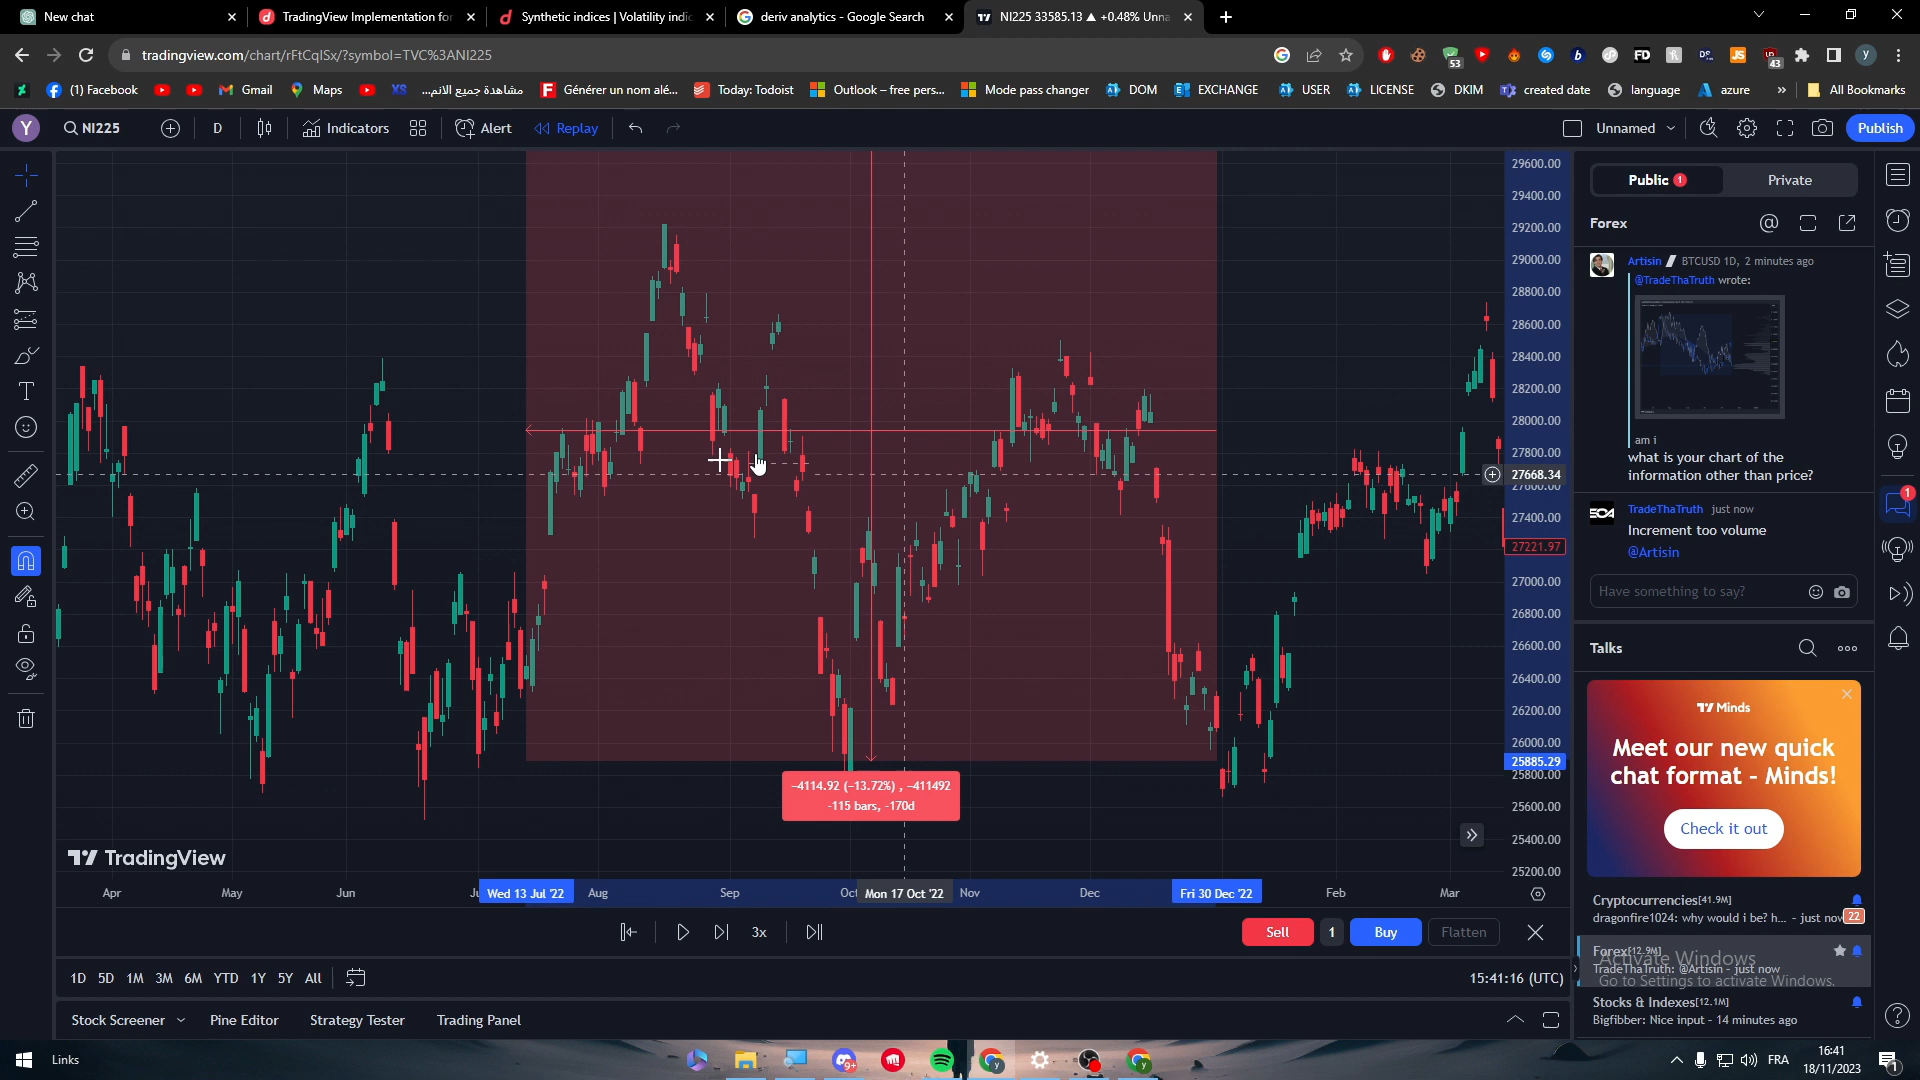 New chat
TradingView Implementation for
Synthetic indices | Volatility indic
deriv analytics - Google Search
NI225 33585.13 ▲ +0.48% Unna
tradingview.com/chart/rFtCqlSx/?symbol=TVC%3ANI225
53
43
y
(1) Facebook
Gmail
Maps
XS
مشاهدة جميع الانم...
Générer un nom alé...
Today: Todoist
Outlook – free pers...
Mode pass changer
DOM
EXCHANGE
USER
LICENSE
DKIM
created date
language
azure
»
All Bookmarks
Y
NI225
D
Indicators
Alert
Replay
Unnamed
Publish
29600.00
29400.00
29200.00
29000.00
28800.00
28600.00
28400.00
28200.00
28000.00
27800.00
27668.34
27600.00
27400.00
27221.97
27000.00
26800.00
26600.00
26400.00
26200.00
26000.00
25885.29
25800.00
25600.00
25400.00
25200.00
−4114.92 (−13.72%) , −411492
-115 bars, -170d
TradingView
Apr
May
Jun
Wed 13 Jul '22
Aug
Sep
Oct
Mon 17 Oct '22
Nov
Dec
Fri 30 Dec '22
Feb
Mar
3x
Sell
1
Buy
Flatten
1D
5D
1M
3M
6M
YTD
1Y
5Y
All
15:41:16 (UTC)
Stock Screener
Pine Editor
Strategy Tester
Trading Panel
Public 1
Private
Forex
Artisin
BTCUSD 1D, 2 minutes ago
@TradeThaTruth wrote:
am i
what is your chart of the
information other than price?
TradeThaTruth just now
Increment too volume
@Artisin
Have something to say?
Talks
Minds
Meet our new quick
chat format - Minds!
Check it out
Cryptocurrencies[41.9M]
dragonfire1024: why would i be? h... - just now
22
Forex[12.9M]
TradeThaTruth: @Artisin - just now
Activate Windows
Go to Settings to activate Windows.
Stocks & Indexes[12.1M]
Bigfibber: Nice input - 14 minutes ago
1
Links
9+
FRA
16:41
18/11/2023
1